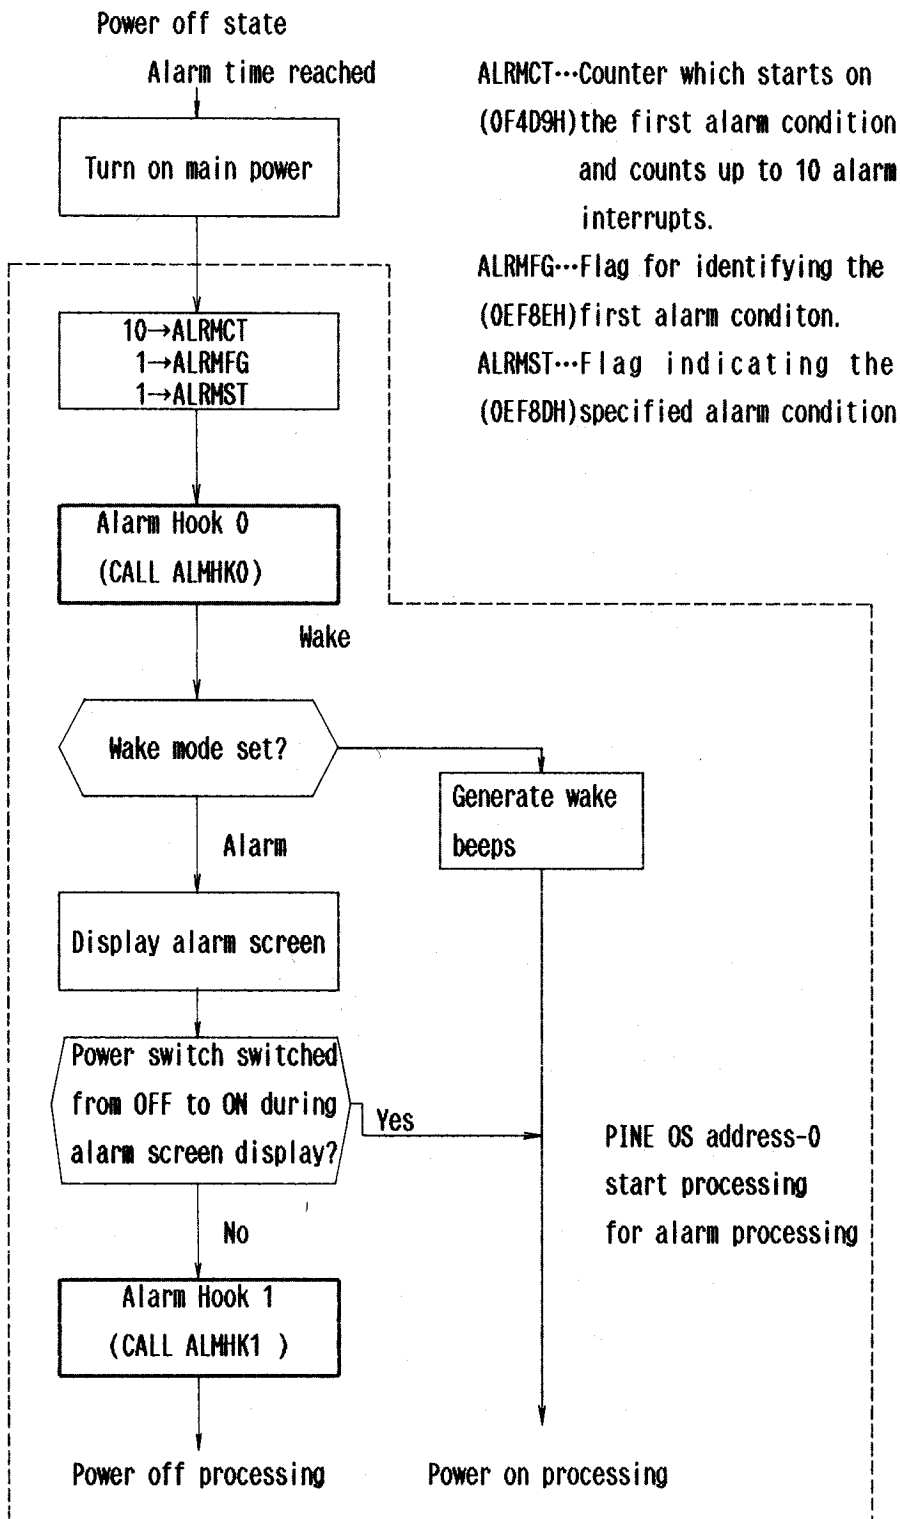 Power off state
Alarm time reached
Turn on main power
10→ALRMCT
1→ALRMFG
1→ALRMST
Alarm Hook 0
(CALL ALMHK0)
Wake
Wake mode set?
Generate wake
beeps
Alarm
Display alarm screen
Power switch switched
from OFF to ON during
alarm screen display?
Yes
No
Alarm Hook 1
(CALL ALMHK1 )
Power off processing
Power on processing
ALRMCT···Counter which starts on
(0F4D9H)the first alarm condition
and counts up to 10 alarm
interrupts.
ALRMFG···Flag for identifying the
(0EF8EH)first alarm conditon.
ALRMST···Flag indicating the
(0EF8DH)specified alarm condition
PINE OS address-0
start processing
for alarm processing